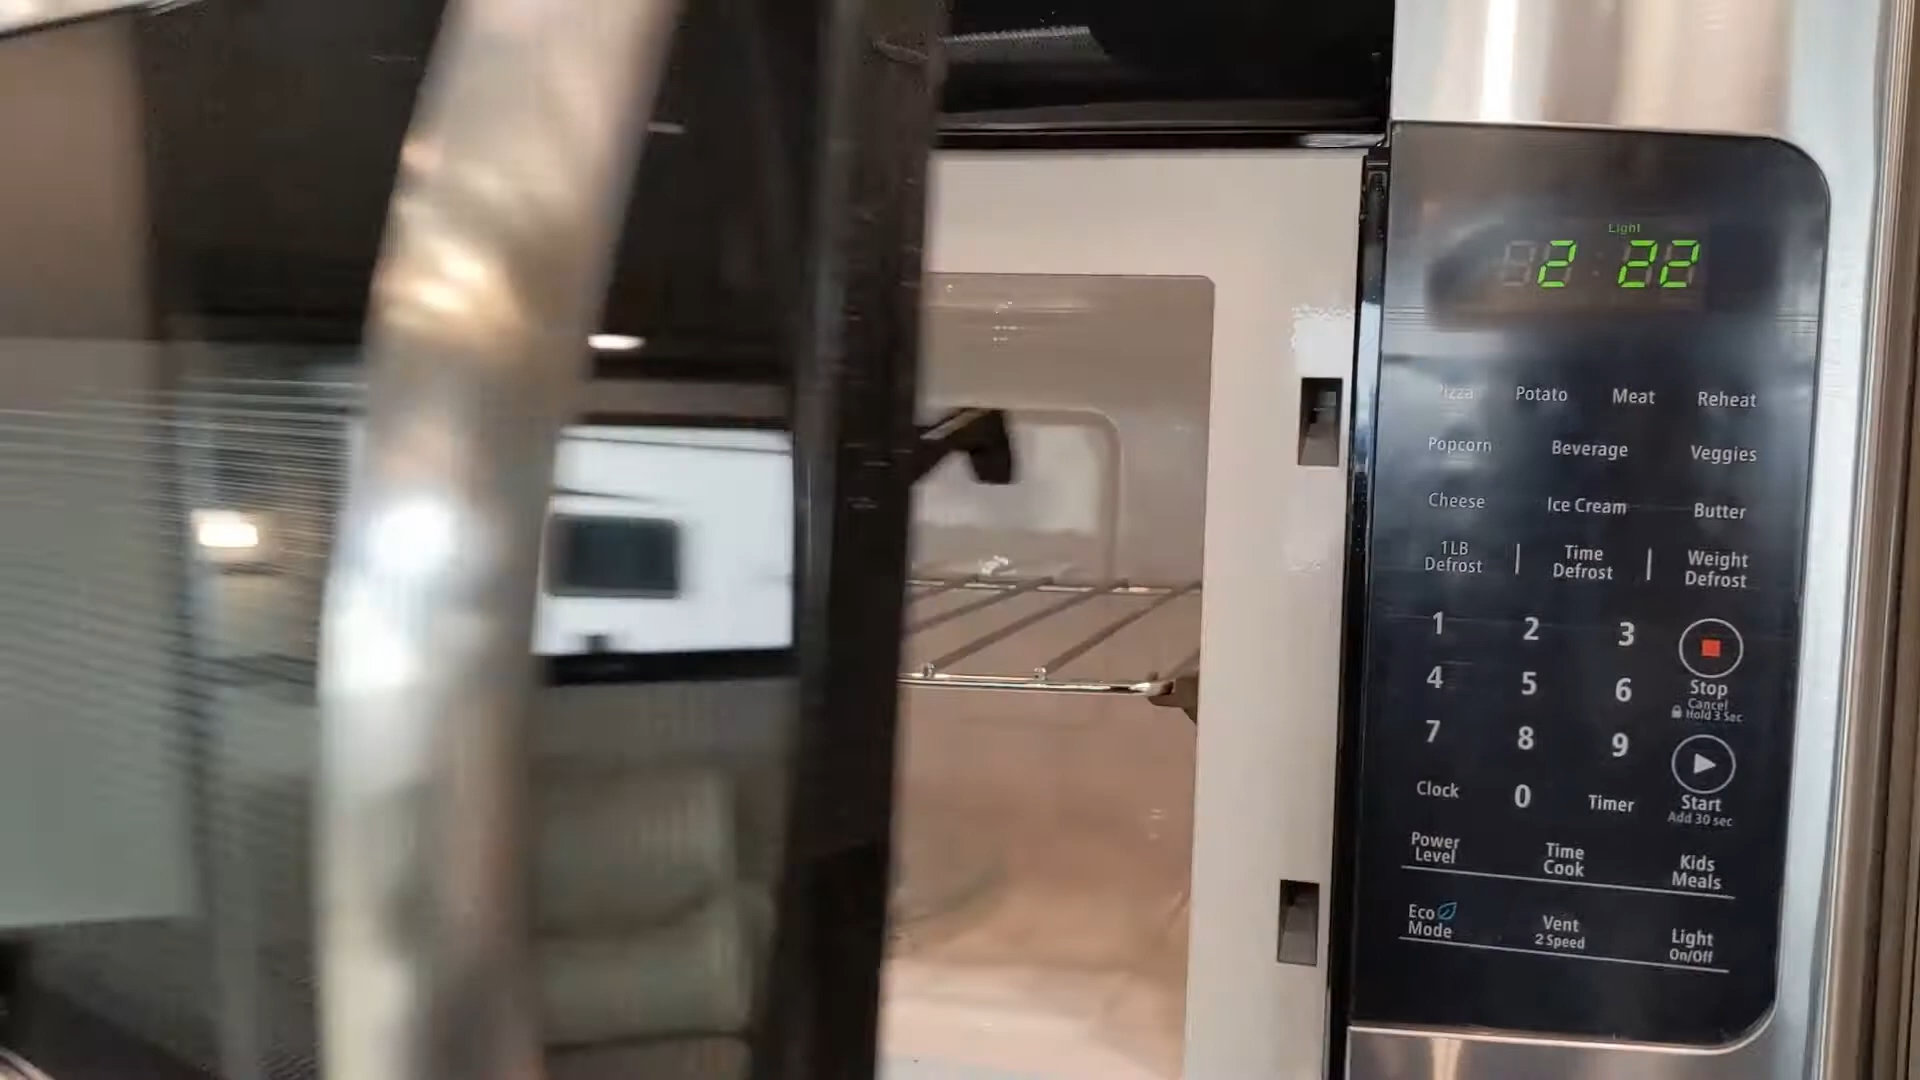 Light
2 22
Pizza Potato Meat Reheat
Popcorn Beverage Veggies
Cheese Ice Cream Butter
1LB Defrost | Time Defrost | Weight Defrost
1 2 3
Stop
Cancel
Hold 3 Sec
4 5 6
7 8 9
Start
Add 30 sec
Clock 0 Timer
Power Level Time Cook Kids Meals
Eco Mode Vent 2 Speed Light On/Off